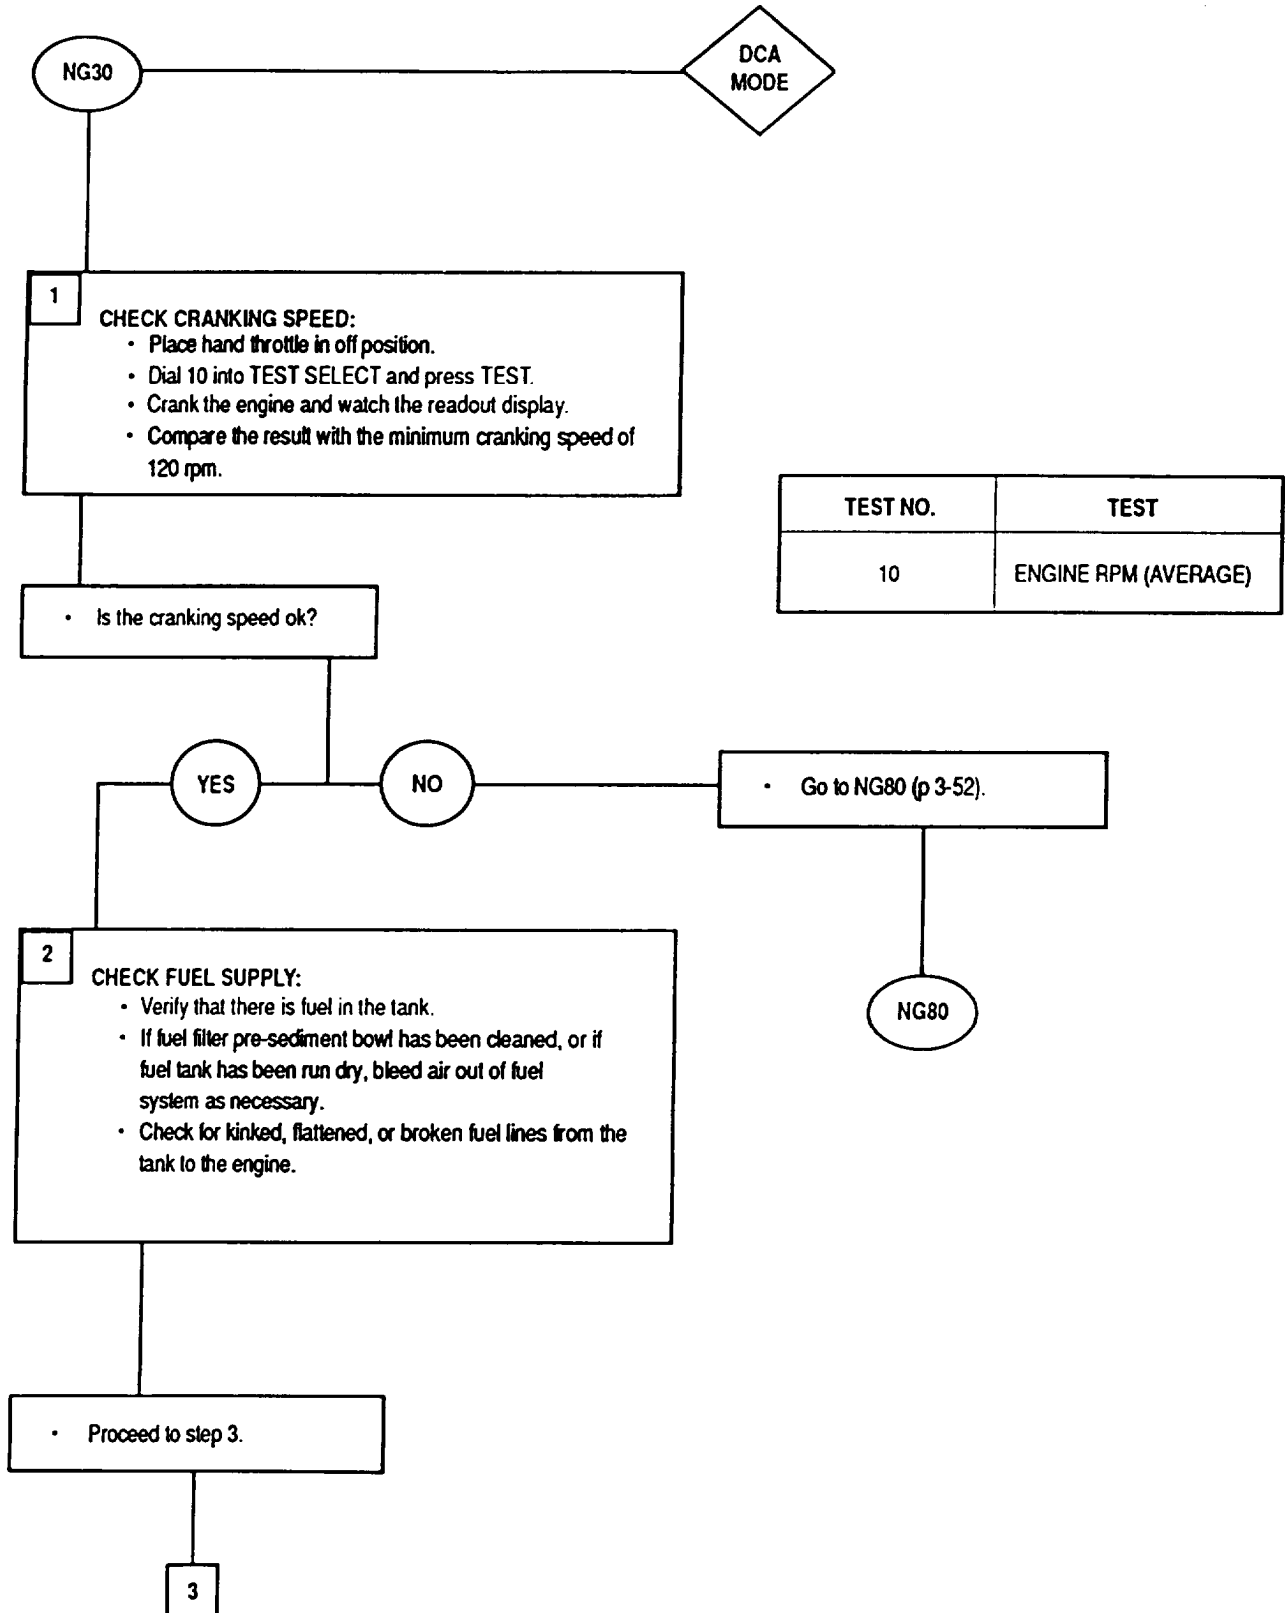 NG30
DCA
MODE
1
CHECK CRANKING SPEED:
• Place hand throttle in off position.
• Dial 10 into TEST SELECT and press TEST.
• Crank the engine and watch the readout display.
• Compare the result with the minimum cranking speed of
120 rpm.
TEST NO. TEST
10 ENGINE RPM (AVERAGE)
• Is the cranking speed ok?
YES
NO
• Go to NG80 (p 3-52).
2
CHECK FUEL SUPPLY:
• Verify that there is fuel in the tank.
• If fuel filter pre-sediment bowl has been cleaned, or if
fuel tank has been run dry, bleed air out of fuel
system as necessary.
• Check for kinked, flattened, or broken fuel lines from the
tank to the engine.
NG80
• Proceed to step 3.
3